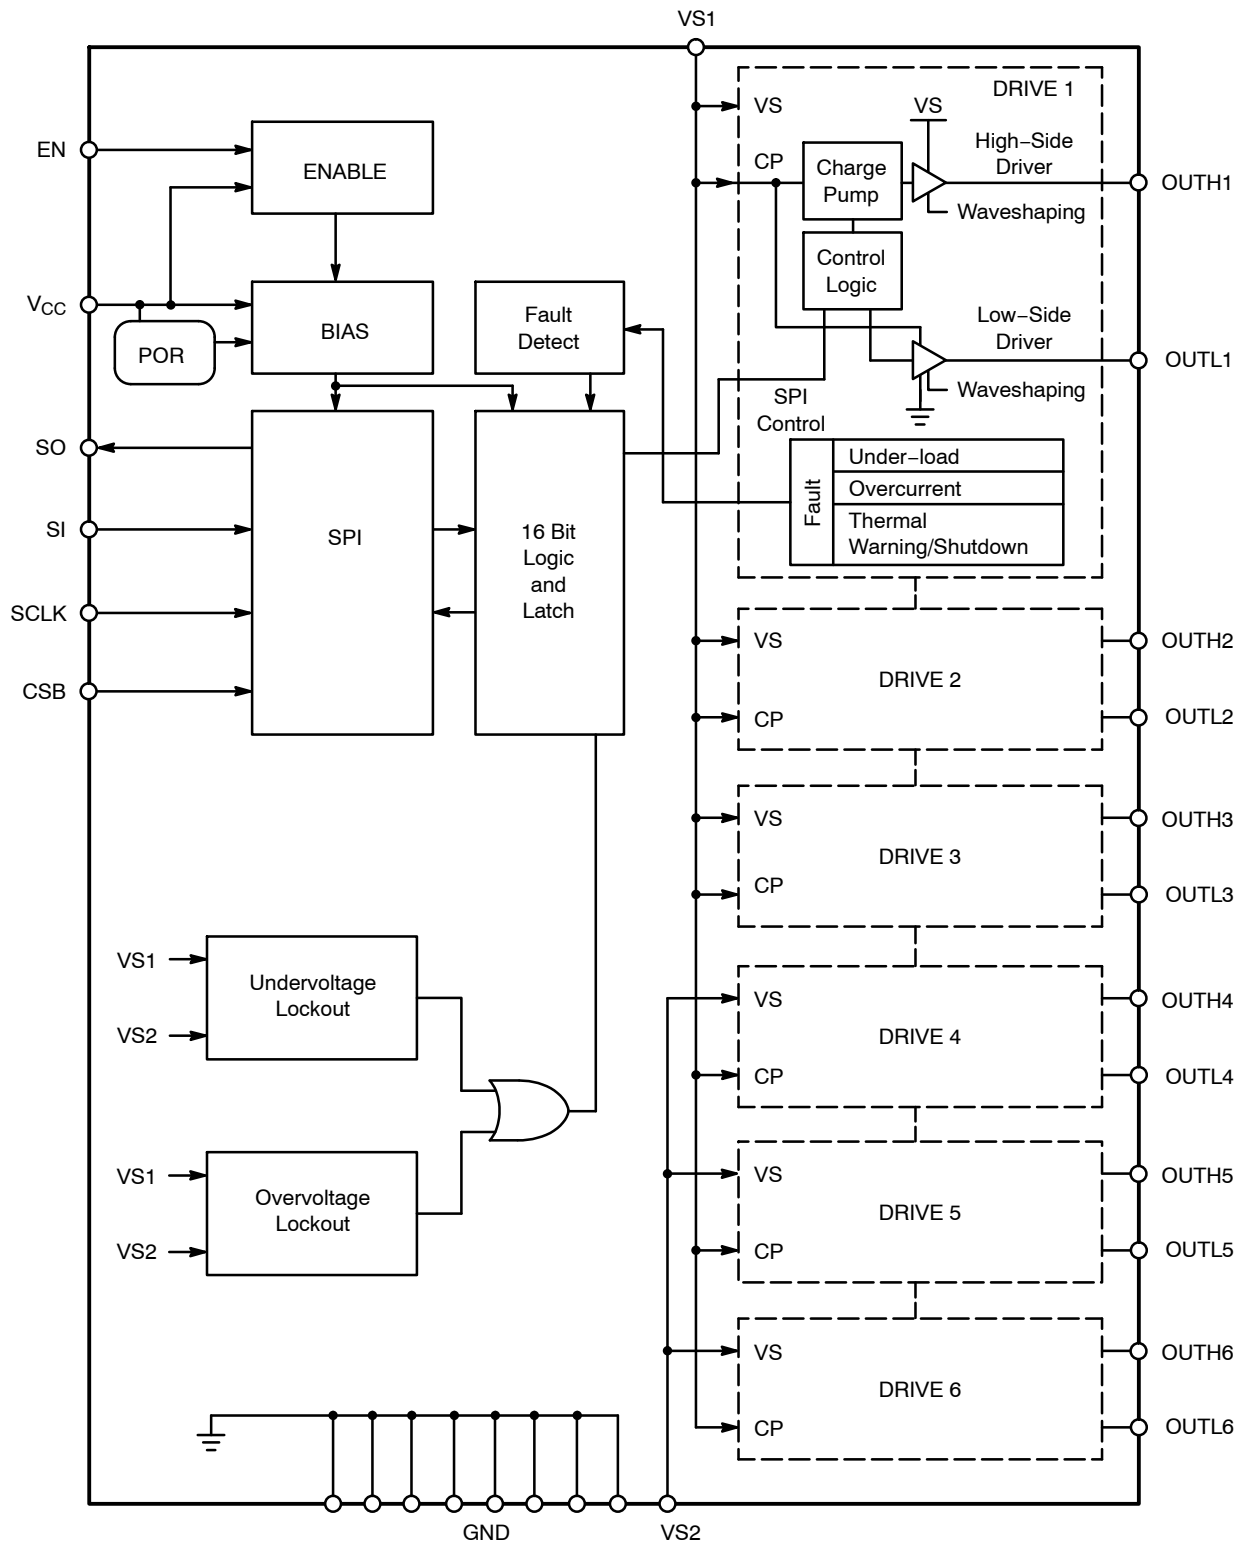 VS1
DRIVE 1
VS
VS
EN
ENABLE
CP
Charge
Pump
High−Side
Driver
OUTH1
Waveshaping
Control
Logic
VCC
BIAS
POR
Fault
Detect
Low−Side
Driver
OUTL1
Waveshaping
SPI
Control
SO
SI
SCLK
CSB
SPI
16 Bit
Logic
and
Latch
Fault
Under−load
Overcurrent
Thermal
Warning/Shutdown
VS
DRIVE 2
CP
OUTH2
OUTL2
VS
DRIVE 3
CP
OUTH3
OUTL3
VS1
VS2
Undervoltage
Lockout
VS
DRIVE 4
CP
OUTH4
OUTL4
VS1
VS2
Overvoltage
Lockout
VS
DRIVE 5
CP
OUTH5
OUTL5
VS
DRIVE 6
CP
OUTH6
OUTL6
GND
VS2